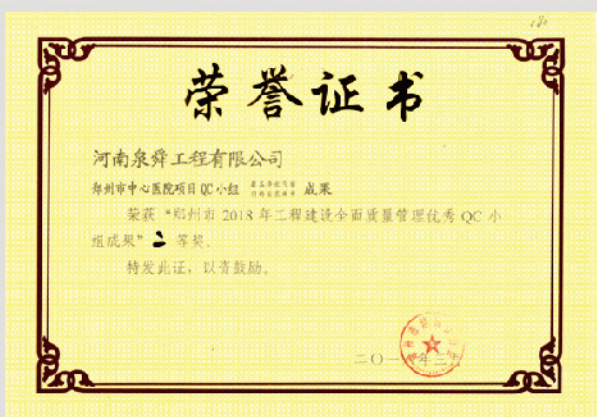 180
荣誉证书
河南泉舜工程有限公司
郑州市中心医院项目QC小组 成果
荣获“郑州市2018年工程建设全面质量管理优秀QC小
组成果”二等奖。
特发此证，以资鼓励。
二〇一 年三